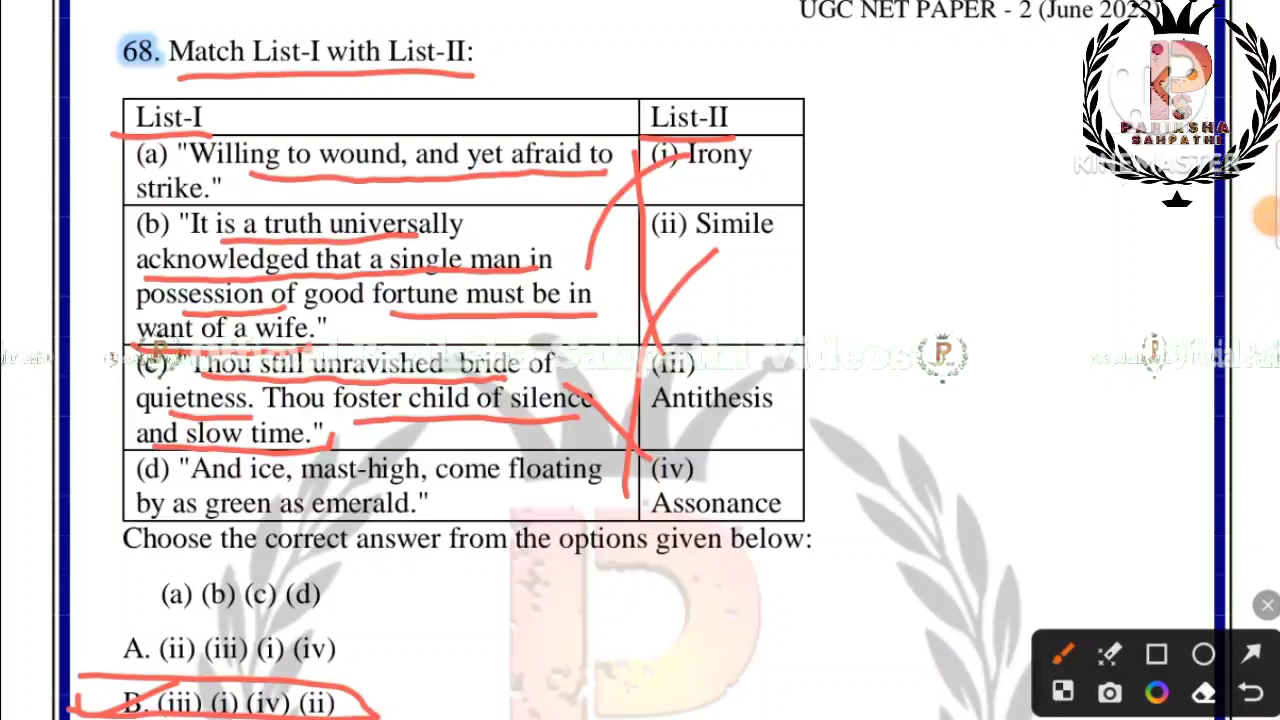 UGC NET PAPER - 2 (June 2022)
68. Match List-I with List-II:
List-I
List-II
(a) "Willing to wound, and yet afraid to
strike."
(i) Irony
(b) "It is a truth universally
acknowledged that a single man in
possession of good fortune must be in
want of a wife."
(ii) Simile
(c) "Thou still unravished bride of
quietness. Thou foster child of silence
and slow time."
(iii)
Antithesis
(d) "And ice, mast-high, come floating
by as green as emerald."
(iv)
Assonance
Choose the correct answer from the options given below:
(a) (b) (c) (d)
A. (ii) (iii) (i) (iv)
B. (iii) (i) (iv) (ii)
PARIKSHA
SAHPATHI
KINEMASTER
Sahpathi Videos